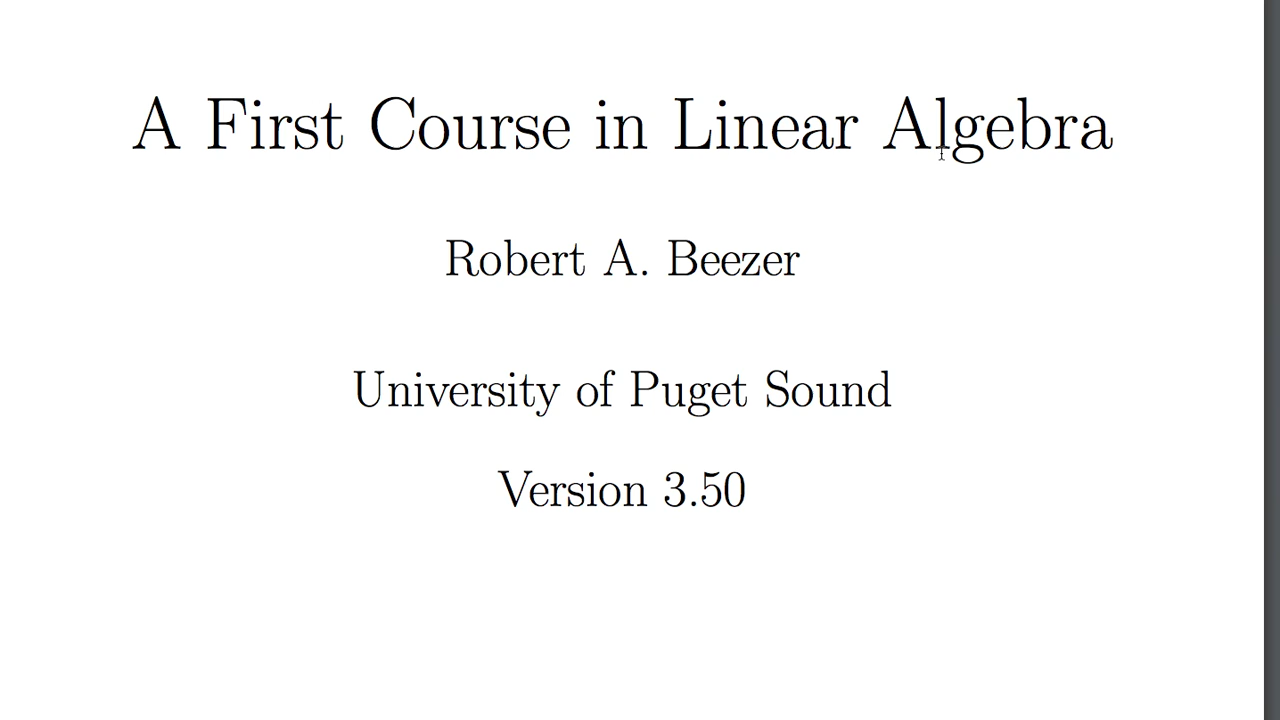 A First Course in Linear Algebra
Robert A. Beezer
University of Puget Sound
Version 3.50